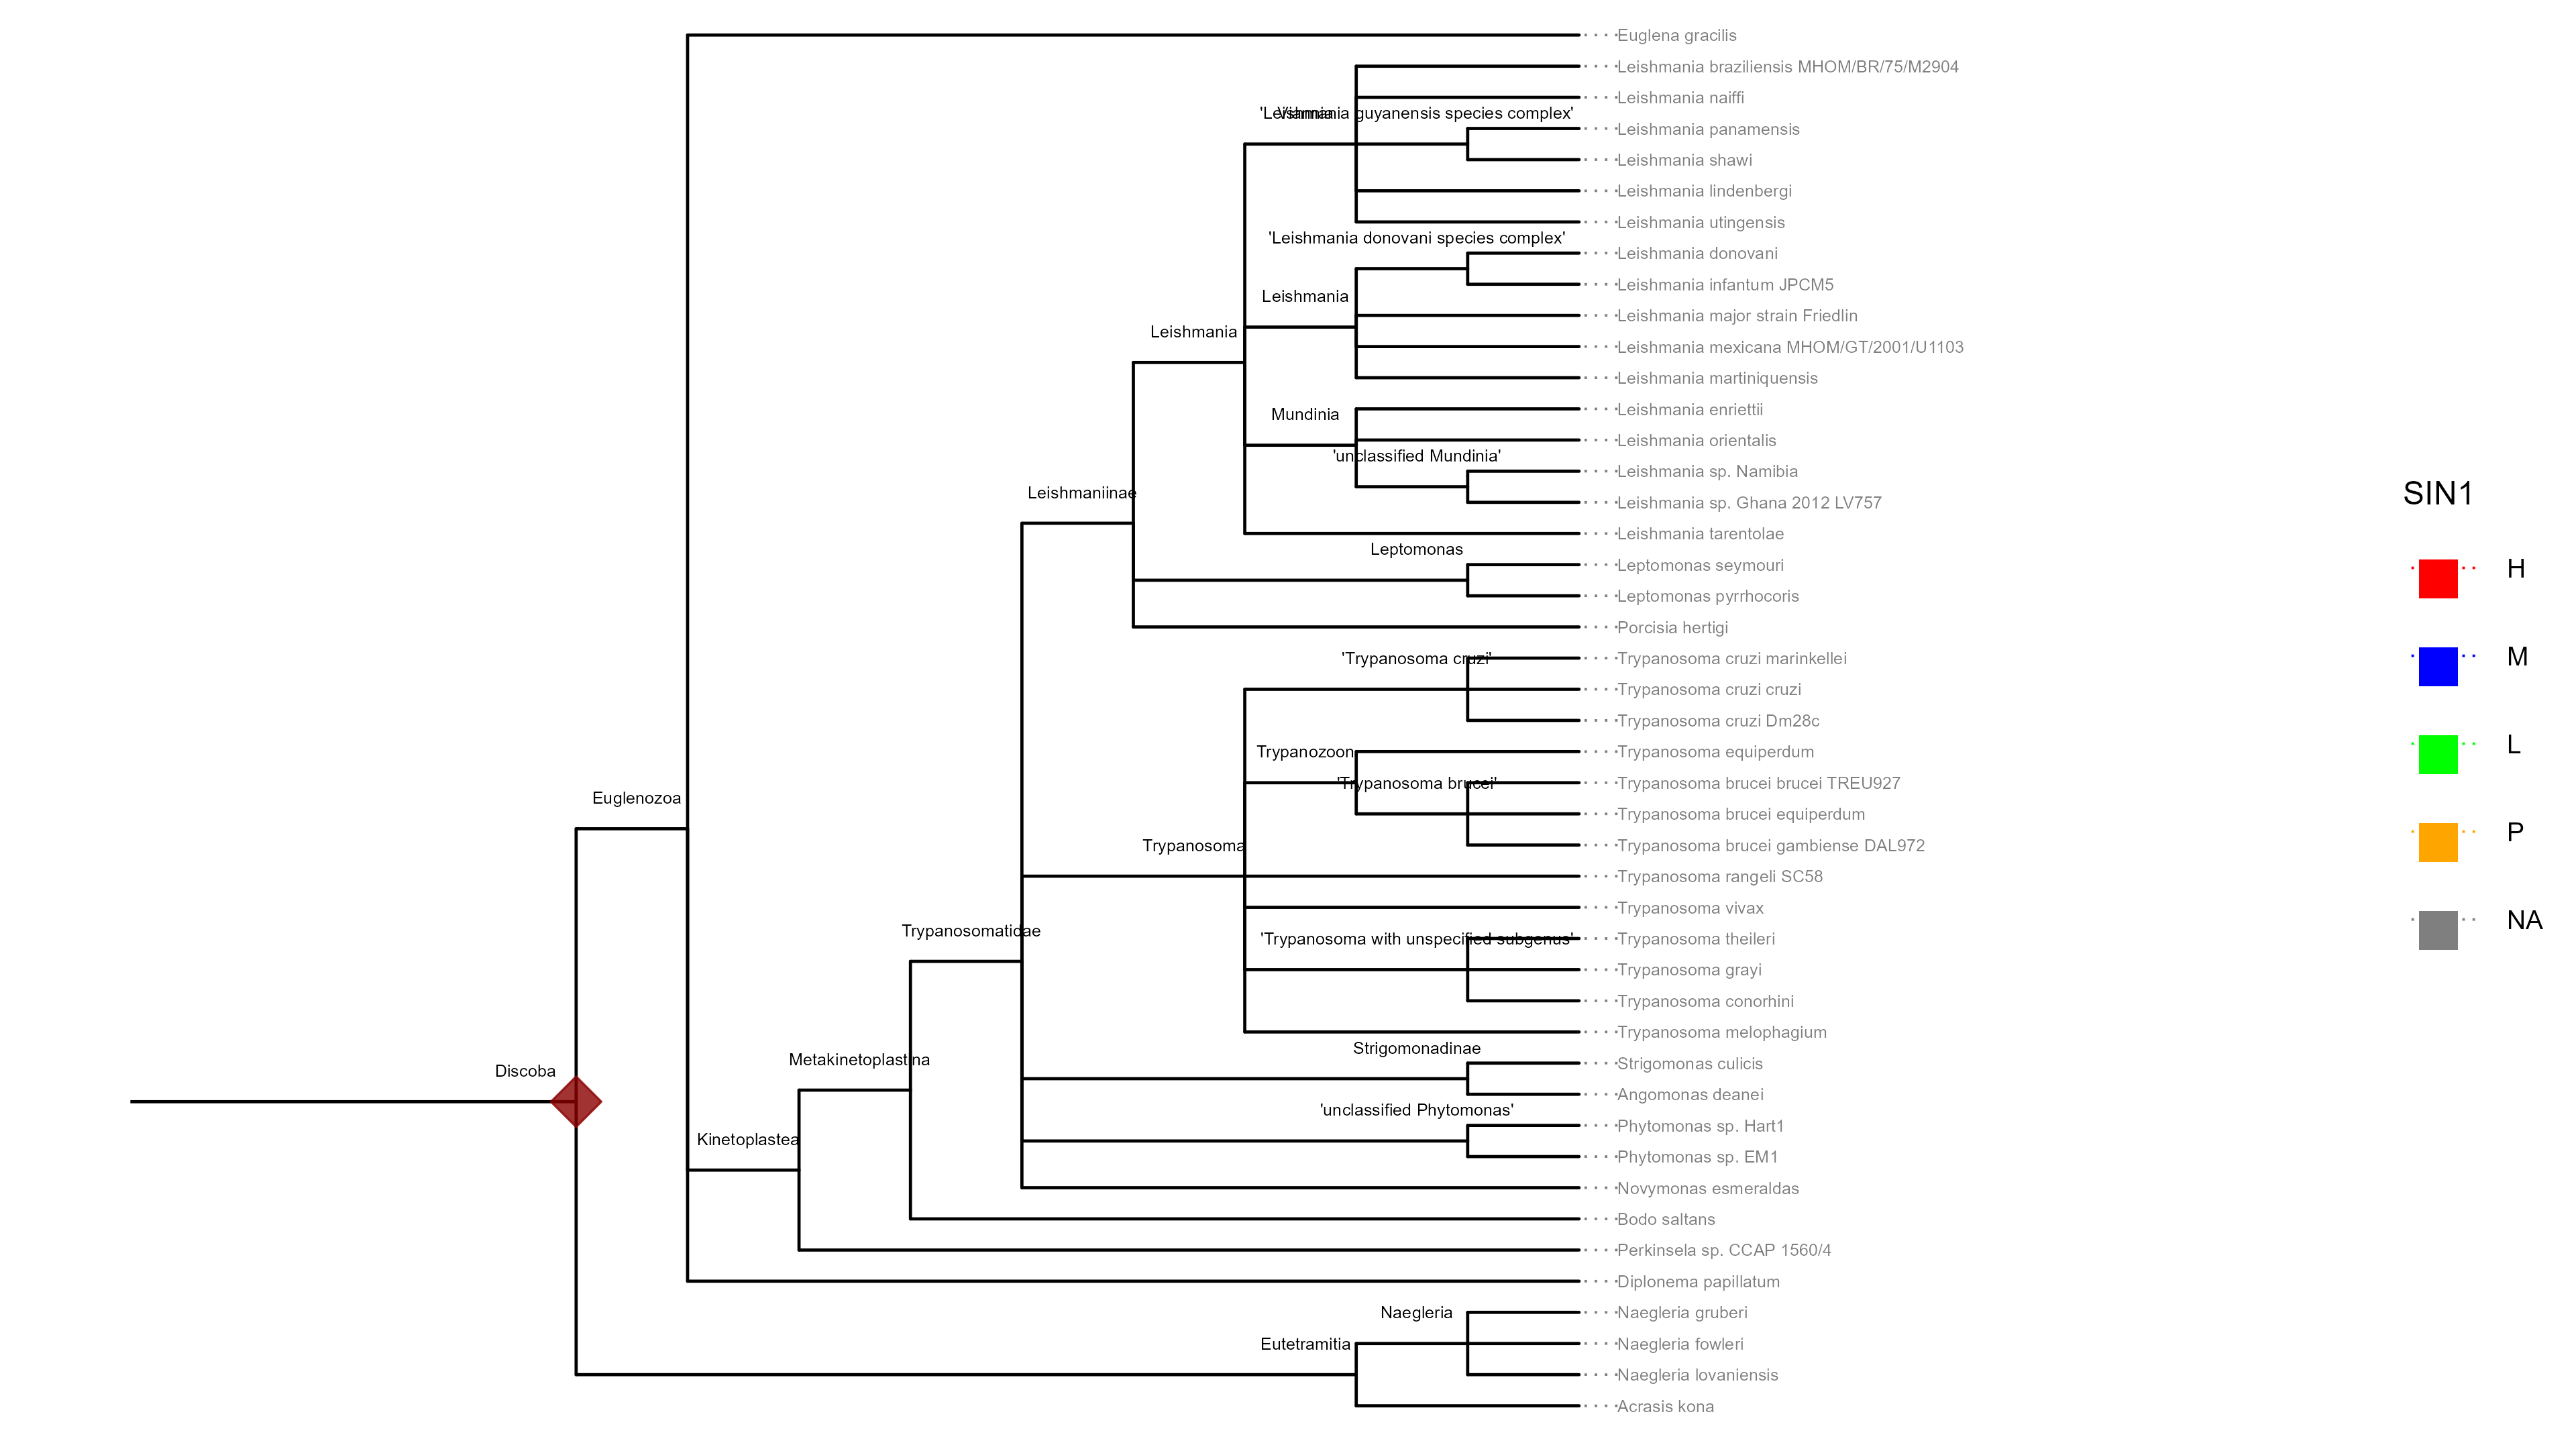 Euglena gracilis
Leishmania braziliensis MHOM/BR/75/M2904
Leishmania naiffi
'Leishmania guyanensis species complex'
Viannia
Leishmania panamensis
Leishmania shawi
Leishmania lindenbergi
Leishmania utingensis
'Leishmania donovani species complex'
Leishmania donovani
Leishmania infantum JPCM5
Leishmania
Leishmania major strain Friedlin
Leishmania
Leishmania mexicana MHOM/GT/2001/U1103
Leishmania martiniquensis
Mundinia
Leishmania enriettii
Leishmania orientalis
'unclassified Mundinia'
Leishmania sp. Namibia
Leishmaniinae
Leishmania sp. Ghana 2012 LV757
Leishmania tarentolae
Leptomonas
Leptomonas seymouri
Leptomonas pyrrhocoris
Porcisia hertigi
'Trypanosoma cruzi'
Trypanosoma cruzi marinkellei
Trypanosoma cruzi cruzi
Trypanosoma cruzi Dm28c
Trypanozoon
Trypanosoma equiperdum
'Trypanosoma brucei'
Trypanosoma brucei brucei TREU927
Euglenozoa
Trypanosoma brucei equiperdum
Trypanosoma
Trypanosoma brucei gambiense DAL972
Trypanosoma rangeli SC58
Trypanosoma vivax
Trypanosomatidae
'Trypanosoma with unspecified subgenus'
Trypanosoma theileri
Trypanosoma grayi
Trypanosoma conorhini
Trypanosoma melophagium
Strigomonadinae
Metakinetoplastina
Strigomonas culicis
Discoba
Angomonas deanei
'unclassified Phytomonas'
Phytomonas sp. Hart1
Kinetoplastea
Phytomonas sp. EM1
Novymonas esmeraldas
Bodo saltans
Perkinsela sp. CCAP 1560/4
Diplonema papillatum
Naegleria
Naegleria gruberi
Eutetramitia
Naegleria fowleri
Naegleria lovaniensis
Acrasis kona
SIN1
H
M
L
P
NA